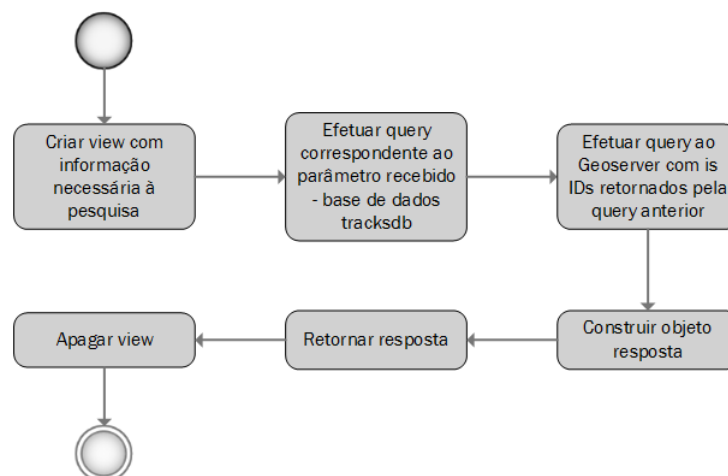 Criar view com
informação
necessária à
pesquisa
Efetuar query
correspondente ao
parâmetro recebido
- base de dados
tracksdb
Efetuar query ao
Geoserver com is
IDs retornados pela
query anterior
Construir objeto
resposta
Retornar resposta
Apagar view